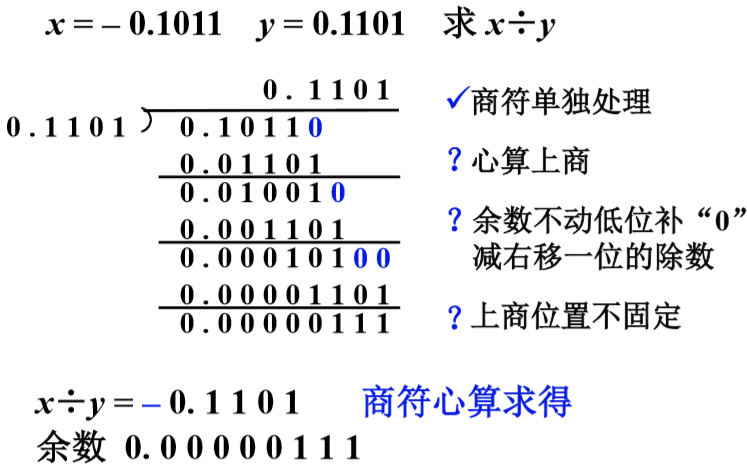 x = – 0.1011 y = 0.1101 求 x÷y
0.1101
0.1101 0.10110
0.01101
0.010010
0.001101
0.00010100
0.00001101
0.00000111
✓商符单独处理
?心算上商
?余数不动低位补“0”
减右移一位的除数
?上商位置不固定
x÷y = – 0.1101 商符心算求得
余数 0.00000111